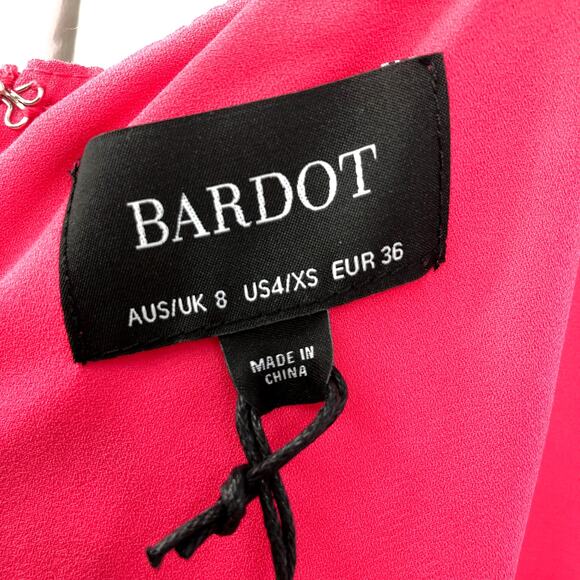 BARDOT
AUS/UK 8 US4/XS EUR 36
MADE IN
CHINA